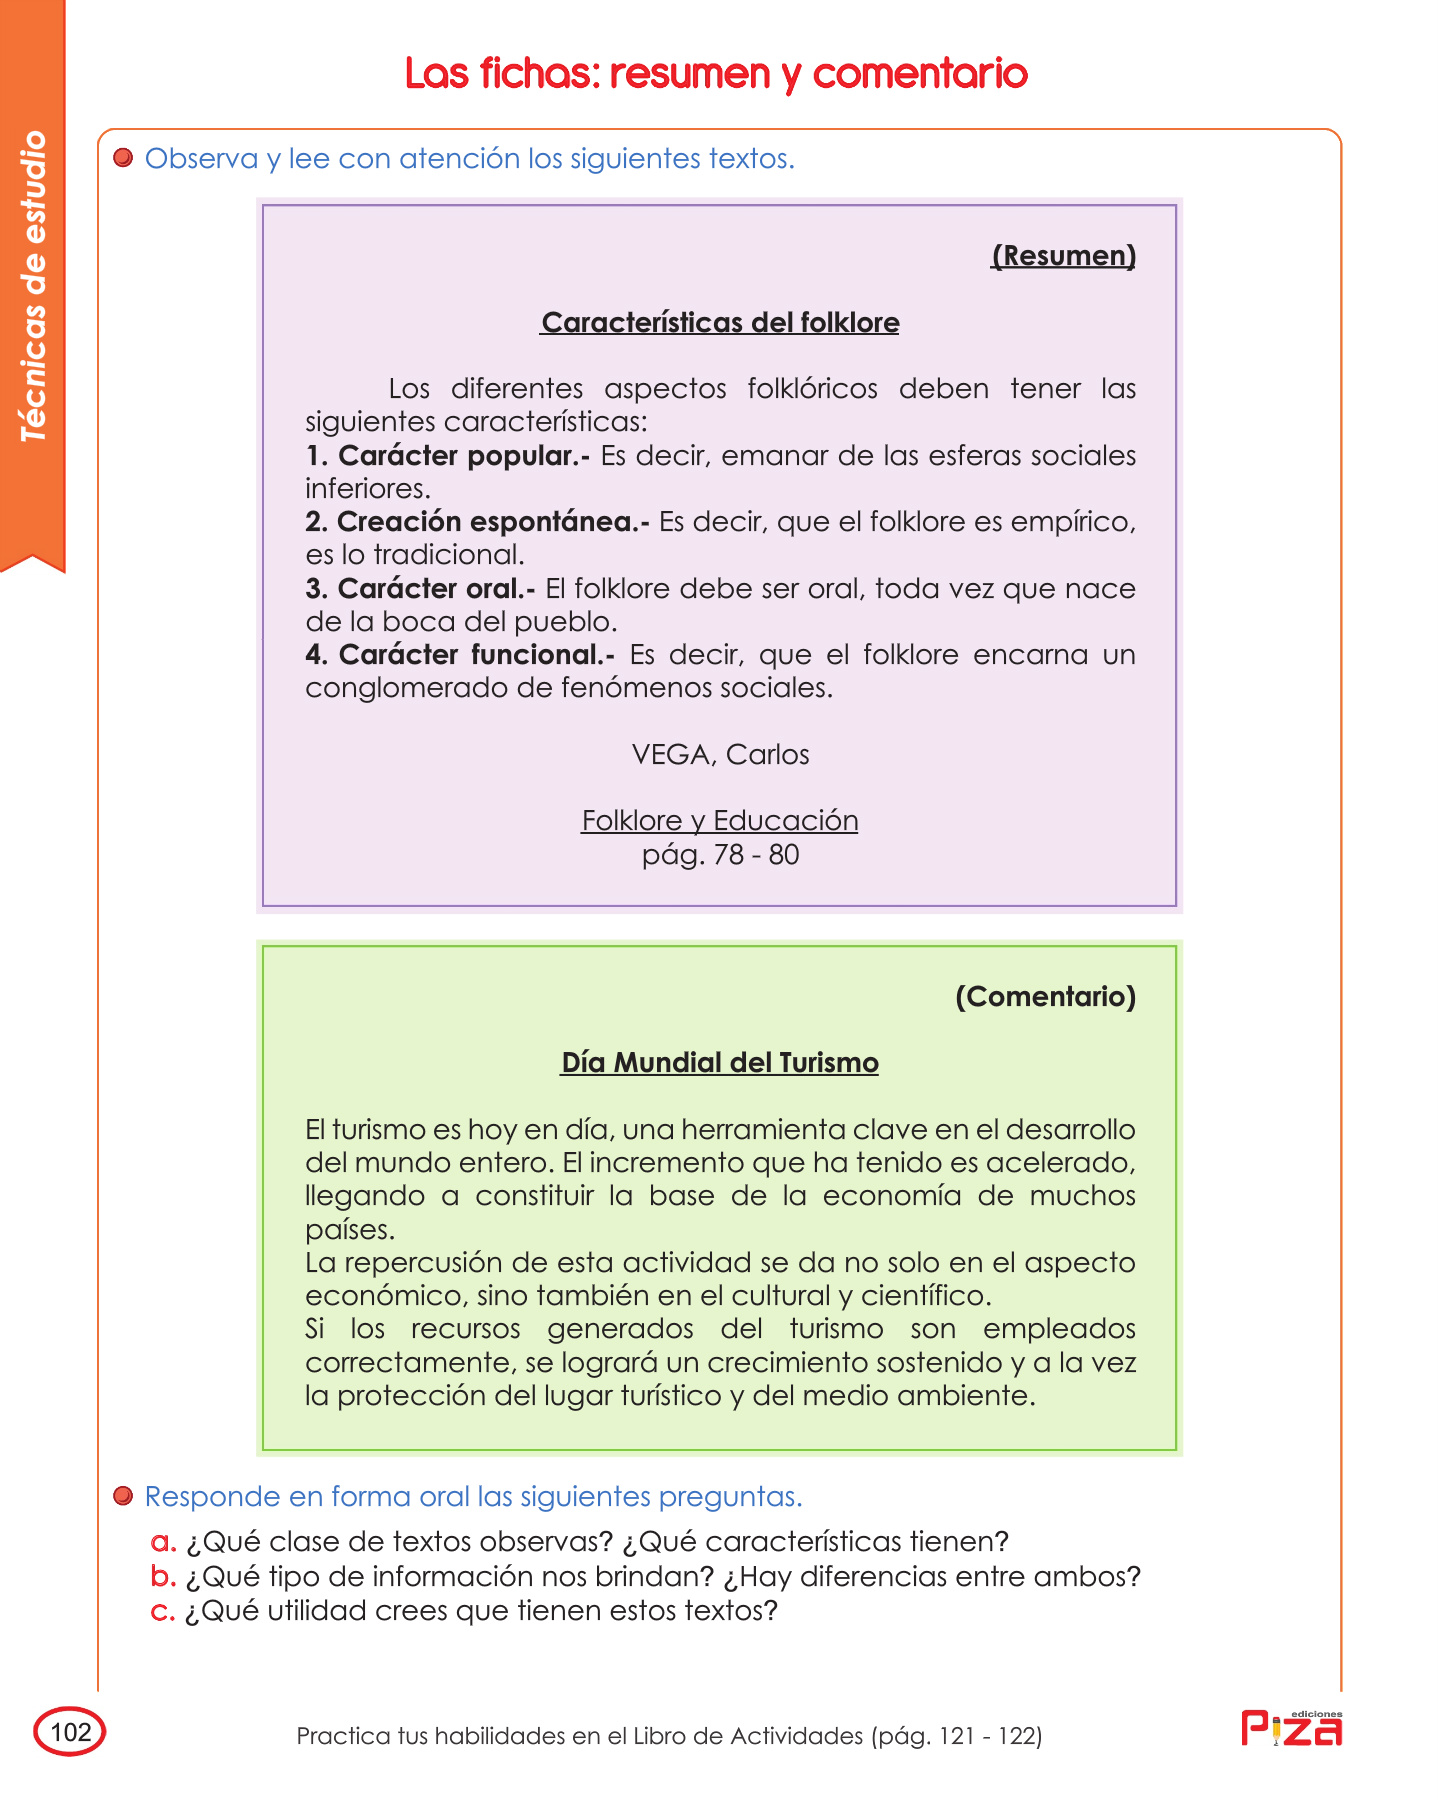 Las fichas: resumen y comentario
Técnicas de estudio
Observa y lee con atención los siguientes textos.
(Resumen)
Características del folklore
Los diferentes aspectos folklóricos deben tener las
siguientes características:
1. Carácter popular.- Es decir, emanar de las esferas sociales
inferiores.
2. Creación espontánea.- Es decir, que el folklore es empírico,
es lo tradicional.
3. Carácter oral.- El folklore debe ser oral, toda vez que nace
de la boca del pueblo.
4. Carácter funcional.- Es decir, que el folklore encarna un
conglomerado de fenómenos sociales.
VEGA, Carlos
Folklore y Educación
pág. 78 - 80
(Comentario)
Día Mundial del Turismo
El turismo es hoy en día, una herramienta clave en el desarrollo
del mundo entero. El incremento que ha tenido es acelerado,
llegando a constituir la base de la economía de muchos
países.
La repercusión de esta actividad se da no solo en el aspecto
económico, sino también en el cultural y científico.
Si los recursos generados del turismo son empleados
correctamente, se logrará un crecimiento sostenido y a la vez
la protección del lugar turístico y del medio ambiente.
Responde en forma oral las siguientes preguntas.
a. ¿Qué clase de textos observas? ¿Qué características tienen?
b. ¿Qué tipo de información nos brindan? ¿Hay diferencias entre ambos?
c. ¿Qué utilidad crees que tienen estos textos?
102
Practica tus habilidades en el Libro de Actividades (pág. 121 - 122)
ediciones
Piza